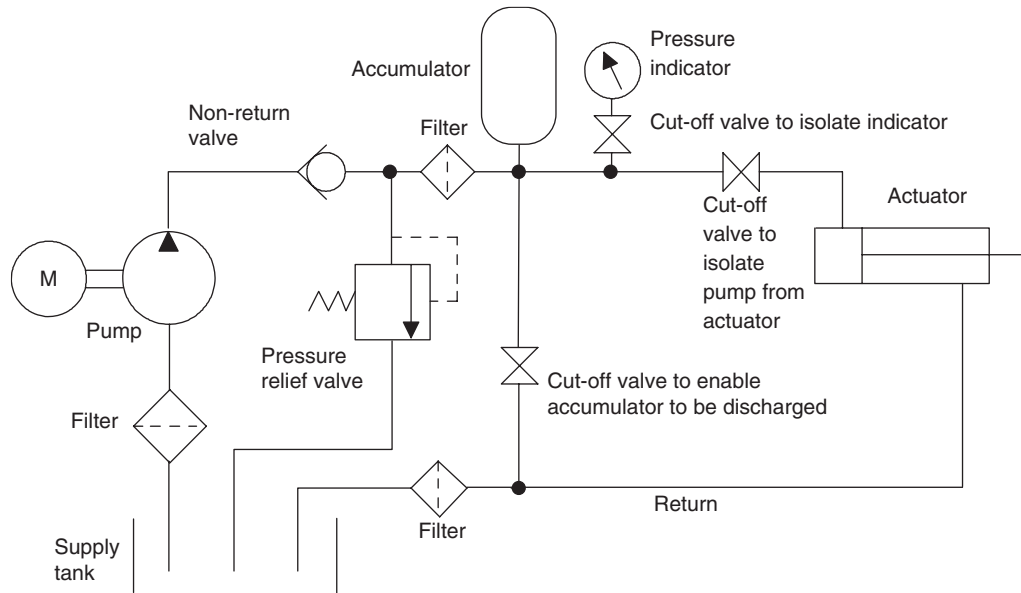 Accumulator
Pressure
indicator
Non-return
valve
Filter
Cut-off valve to isolate indicator
M
Pump
Cut-off
valve to
isolate
pump from
actuator
Actuator
Pressure
relief valve
Cut-off valve to enable
accumulator to be discharged
Filter
Filter
Return
Supply
tank